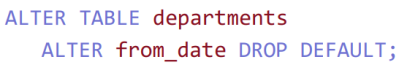 ALTER TABLE departments
ALTER from_date DROP DEFAULT;